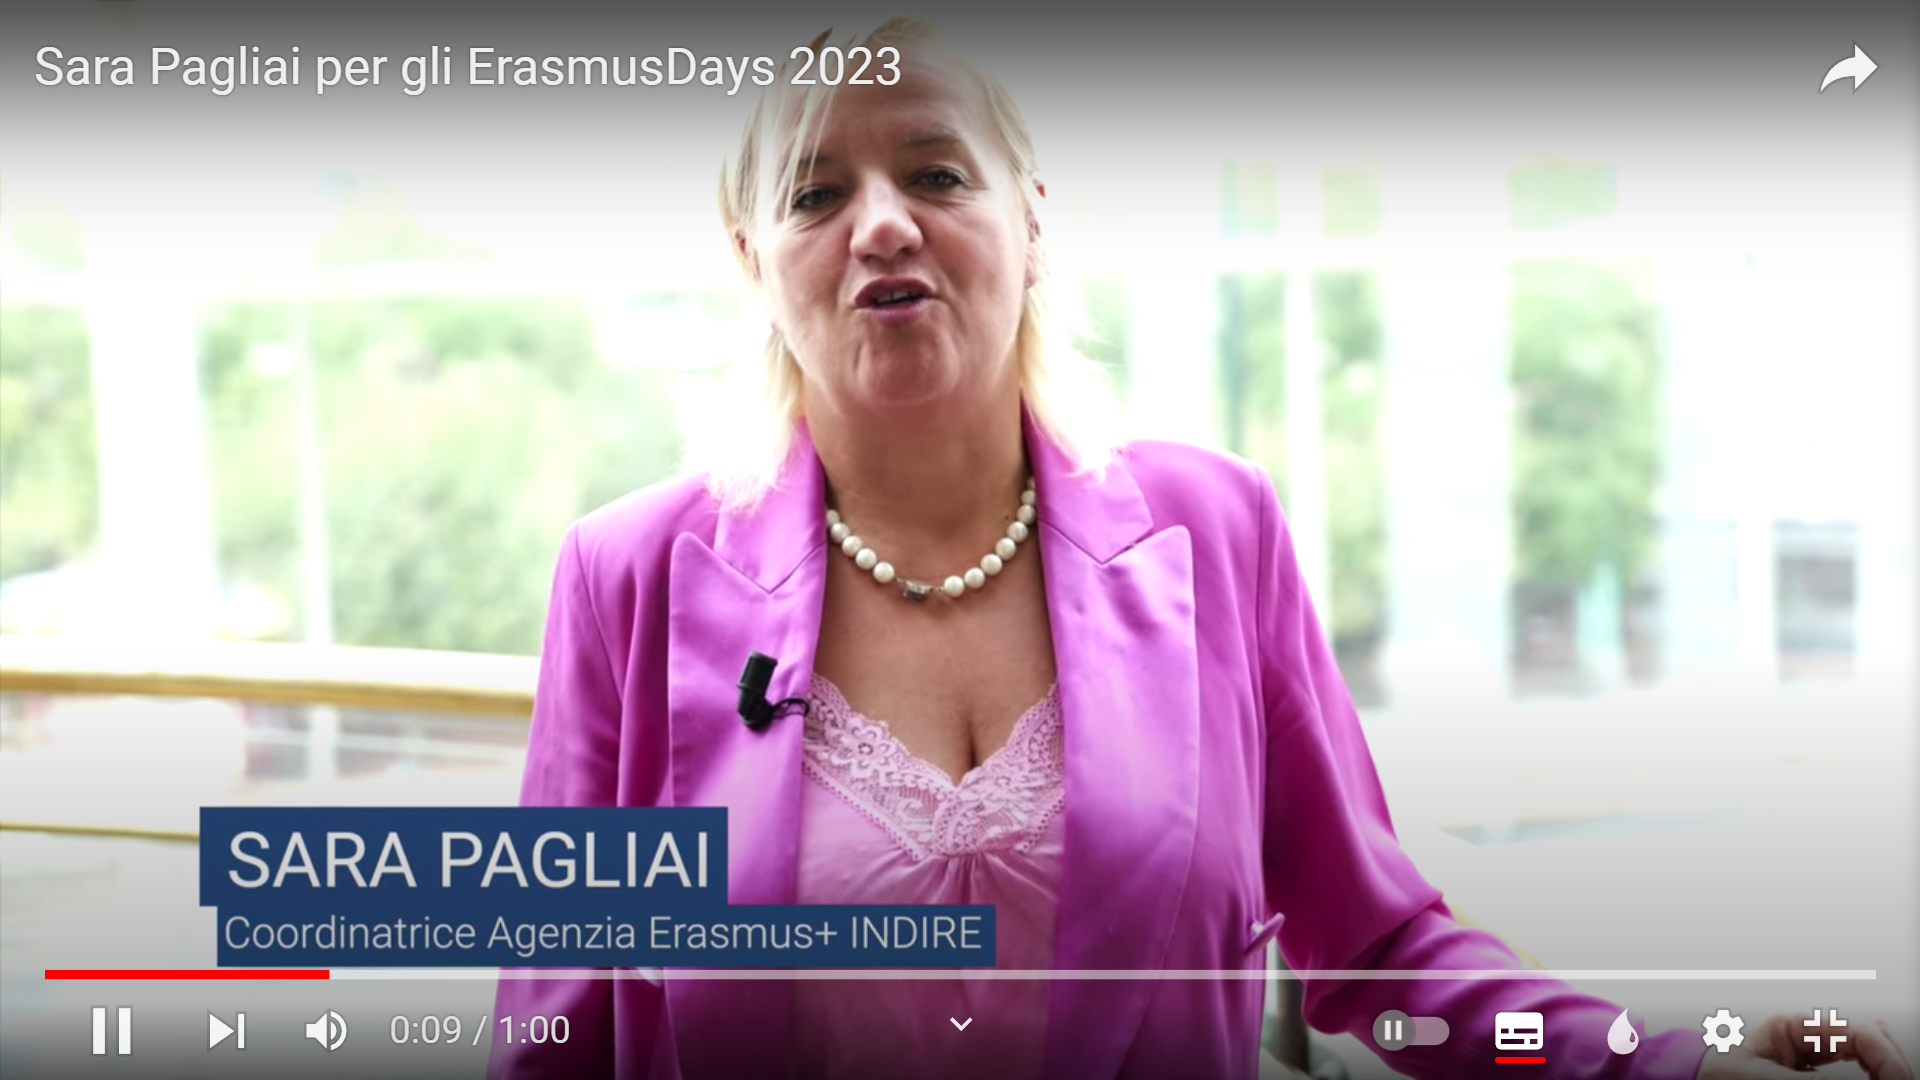 Sara Pagliai per gli ErasmusDays 2023
SARA PAGLIAI
Coordinatrice Agenzia Erasmus+ INDIRE
0:09 / 1:00